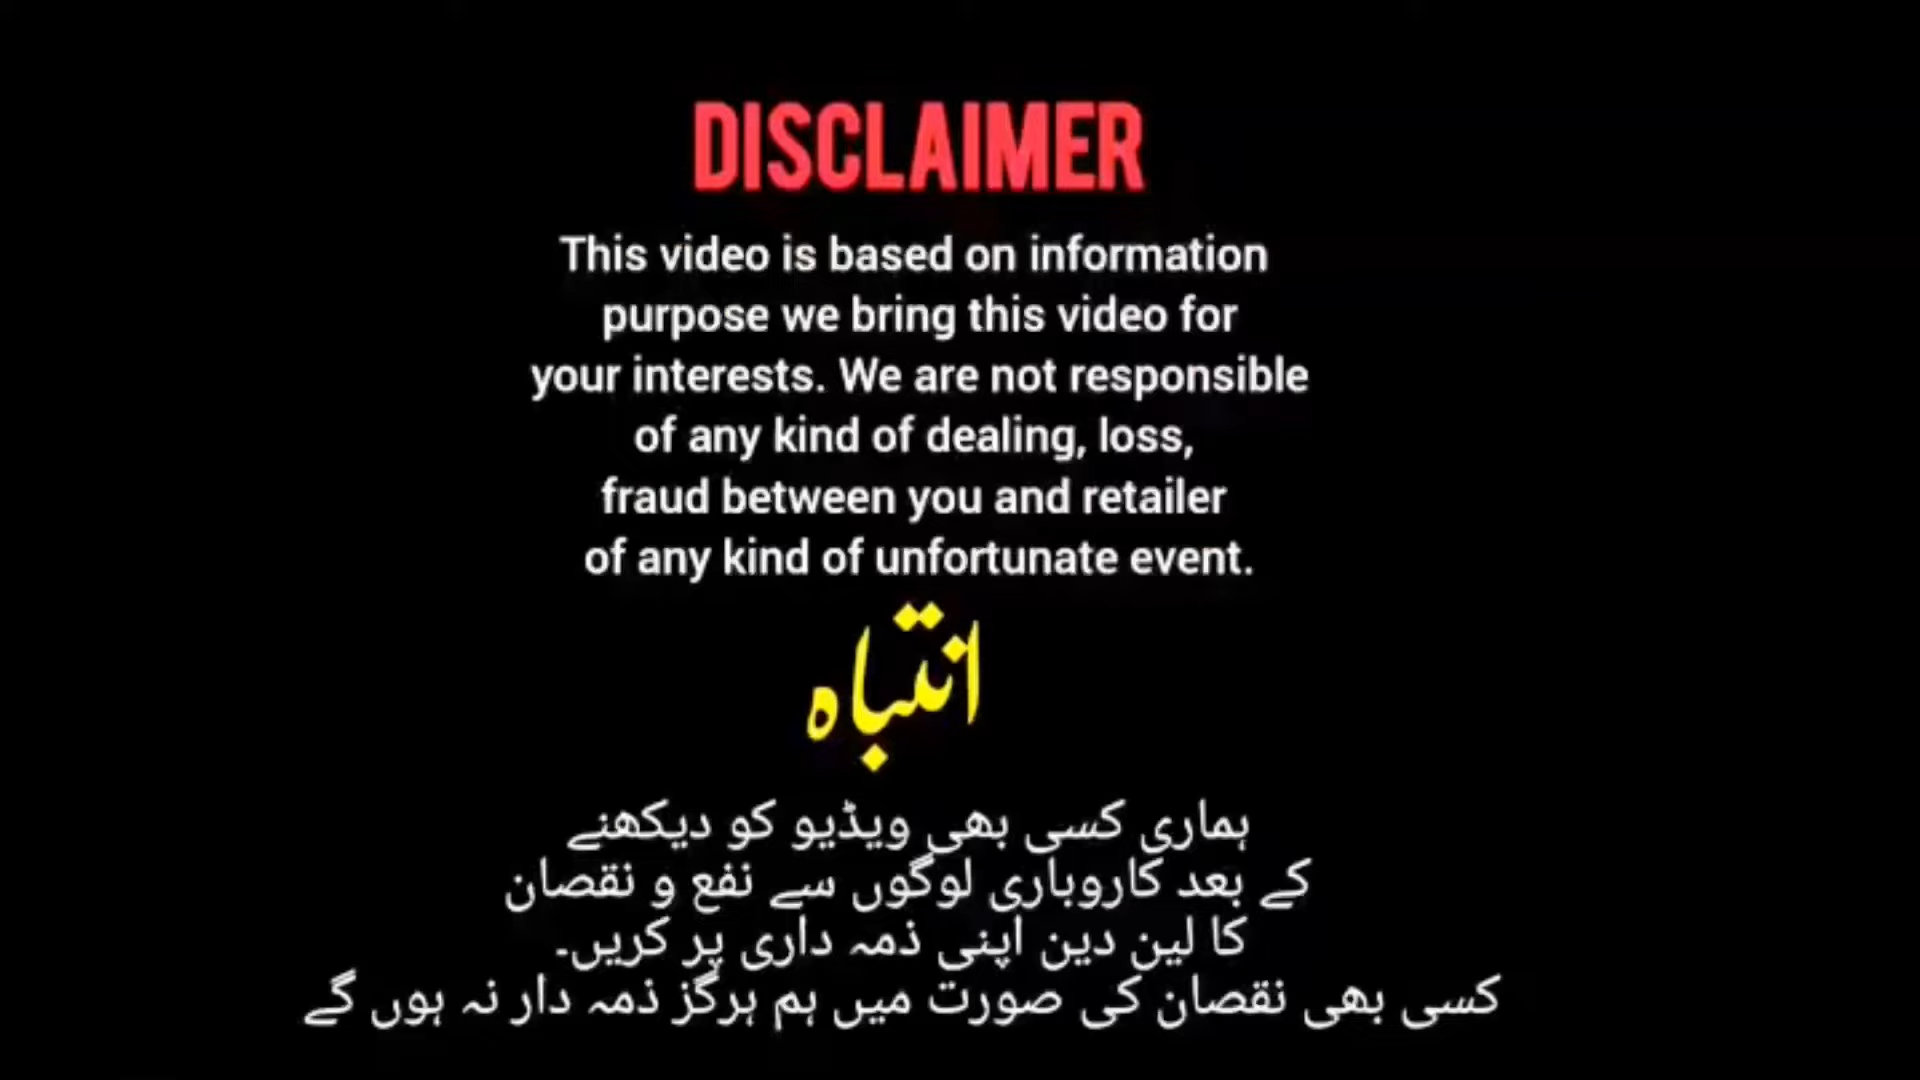 DISCLAIMER
This video is based on information
purpose we bring this video for
your interests. We are not responsible
of any kind of dealing, loss,
fraud between you and retailer
of any kind of unfortunate event.
انتباہ
ہماری کسی بھی ویڈیو کو دیکھنے
کے بعد کاروباری لوگوں سے نفع و نقصان
کا لین دین اپنی ذمہ داری پر کریں۔
کسی بھی نقصان کی صورت میں ہم ہرگز ذمہ دار نہ ہوں گے